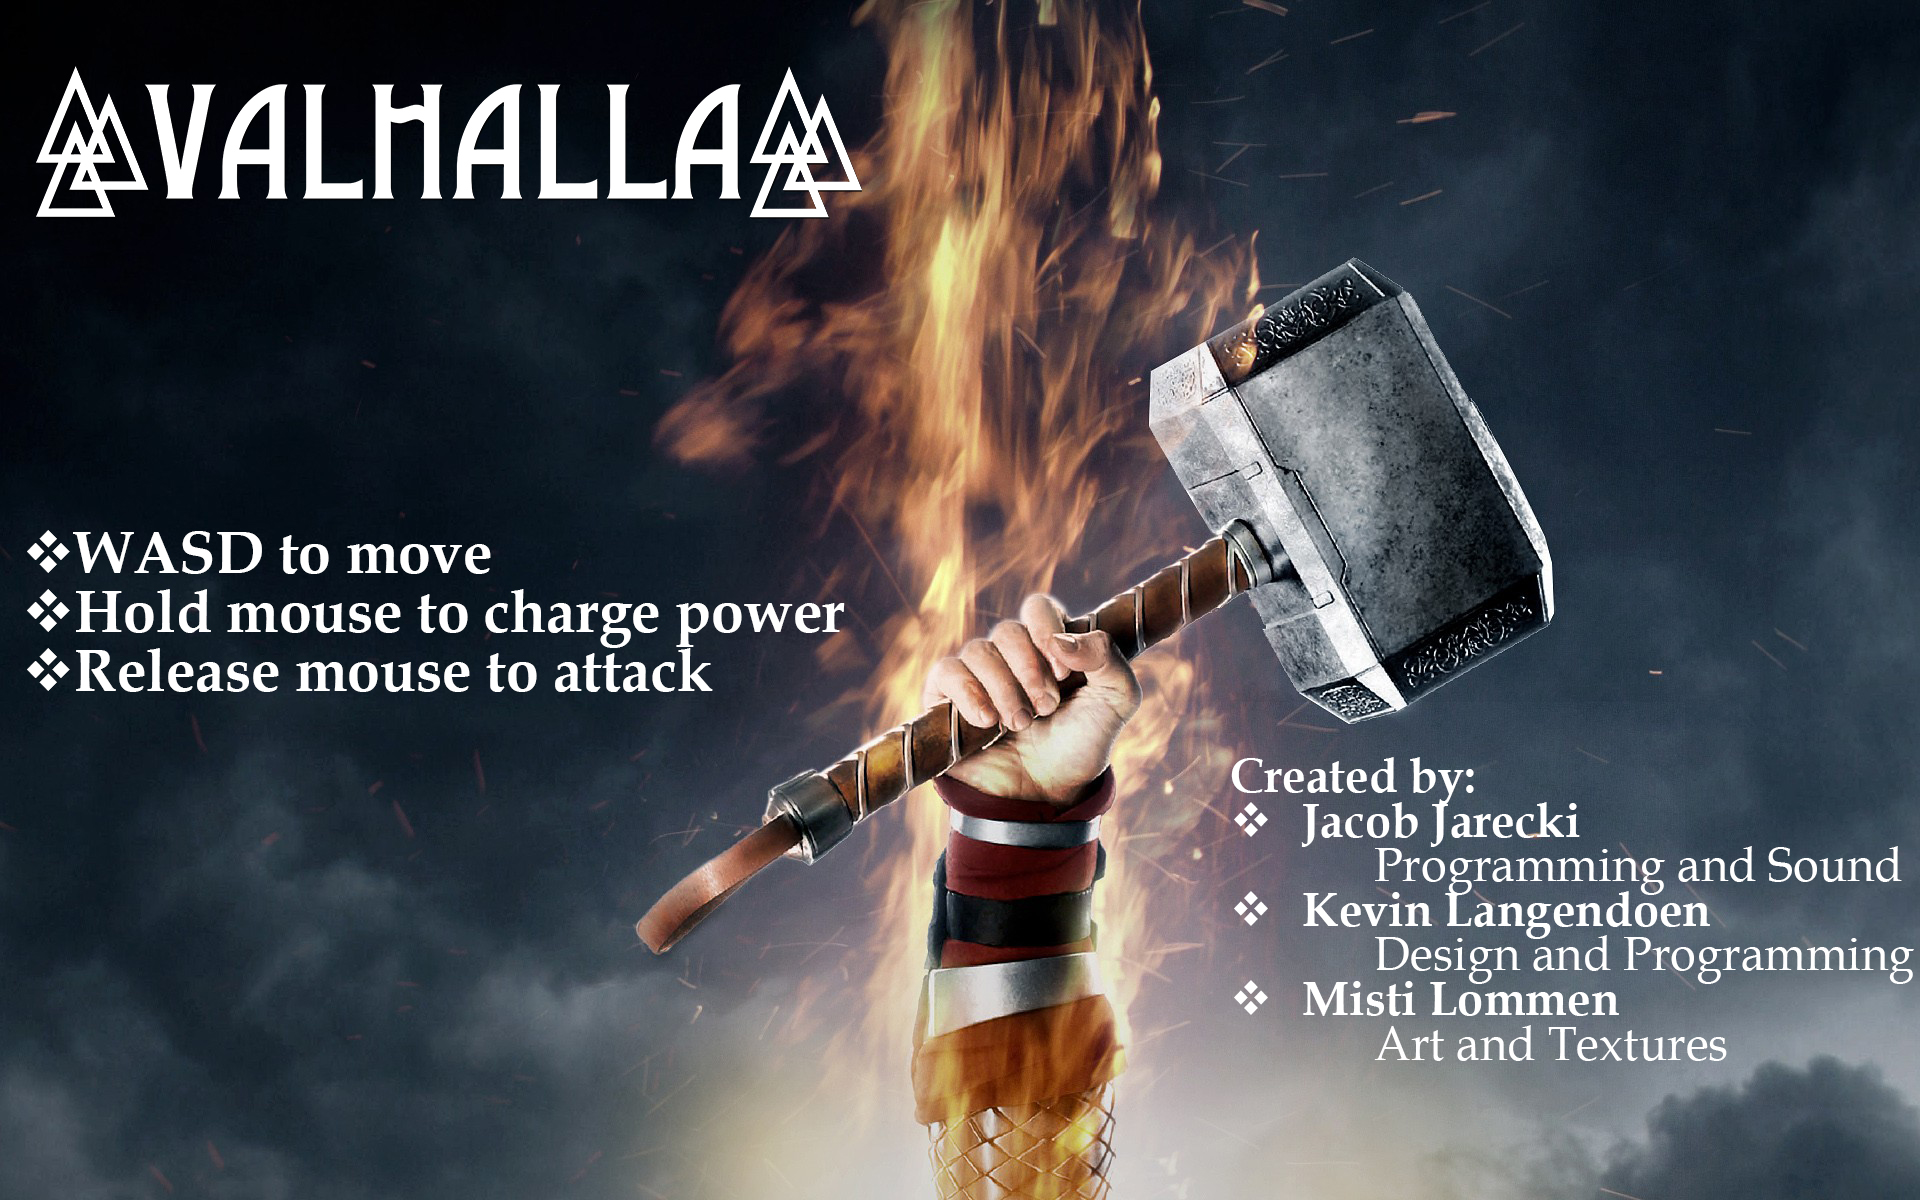 VALHALLA
❖WASD to move
❖Hold mouse to charge power
❖Release mouse to attack
Created by:
❖ Jacob Jarecki
Programming and Sound
❖ Kevin Langendoen
Design and Programming
❖ Misti Lommen
Art and Textures